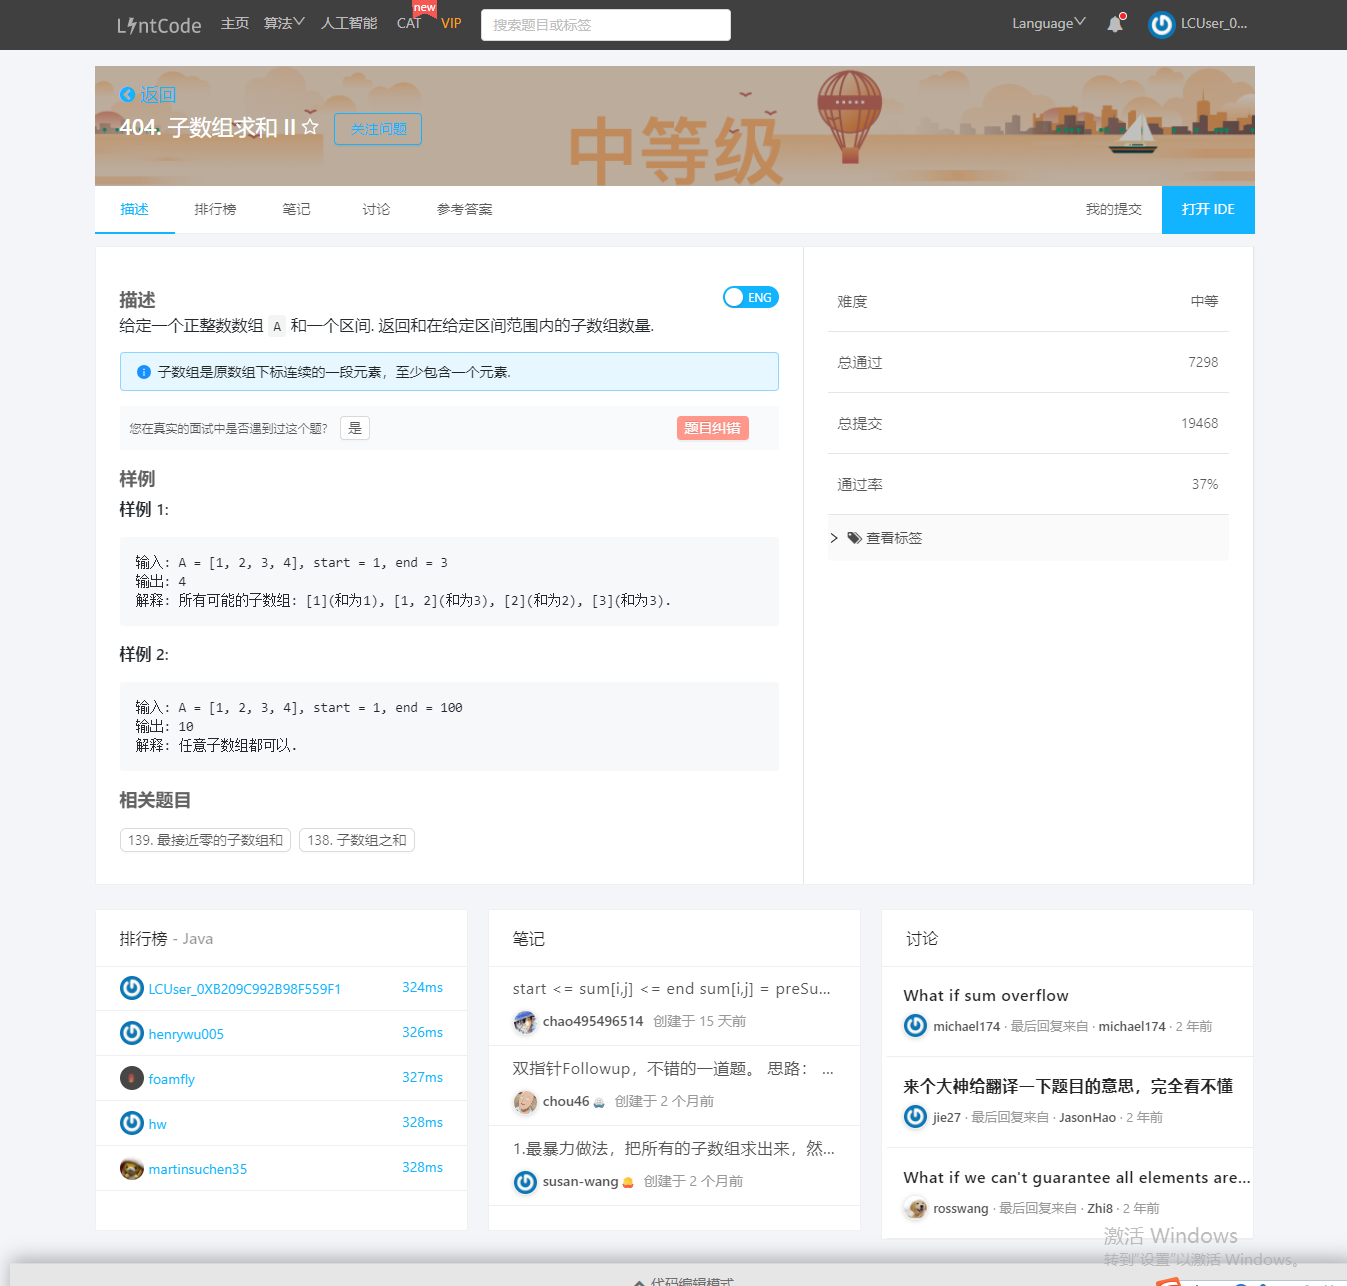 LintCode 主页 算法 人工智能 CAT new VIP 搜索题目或标签 Language LCUser_0...
返回
404. 子数组求和 II 关注问题
中等级
描述 排行榜 笔记 讨论 参考答案 我的提交 打开 IDE
描述 ENG
给定一个正整数数组 A 和一个区间. 返回和在给定区间范围内的子数组数量.
子数组是原数组下标连续的一段元素，至少包含一个元素.
您在真实的面试中是否遇到过这个题? 是 题目纠错
样例
样例 1:
输入: A = [1, 2, 3, 4], start = 1, end = 3
输出: 4
解释: 所有可能的子数组: [1](和为1), [1, 2](和为3), [2](和为2), [3](和为3).
样例 2:
输入: A = [1, 2, 3, 4], start = 1, end = 100
输出: 10
解释: 任意子数组都可以.
相关题目
139. 最接近零的子数组和 138. 子数组之和
难度 中等
总通过 7298
总提交 19468
通过率 37%
查看标签
排行榜 - Java
LCUser_0XB209C992B98F559F1 324ms
henrywu005 326ms
foamfly 327ms
hw 328ms
martinsuchen35 328ms
笔记
start <= sum[i,j] <= end sum[i,j] = preSu...
chao495496514 创建于 15 天前
双指针Followup，不错的一道题。 思路： ...
chou46 创建于 2 个月前
1.最暴力做法，把所有的子数组求出来，然...
susan-wang 创建于 2 个月前
讨论
What if sum overflow
michael174 · 最后回复来自 · michael174 · 2 年前
来个大神给翻译一下题目的意思，完全看不懂
jie27 · 最后回复来自 · JasonHao · 2 年前
What if we can't guarantee all elements are...
rosswang · 最后回复来自 · Zhi8 · 2 年前
激活 Windows
转到"设置"以激活 Windows。
代码编辑模式